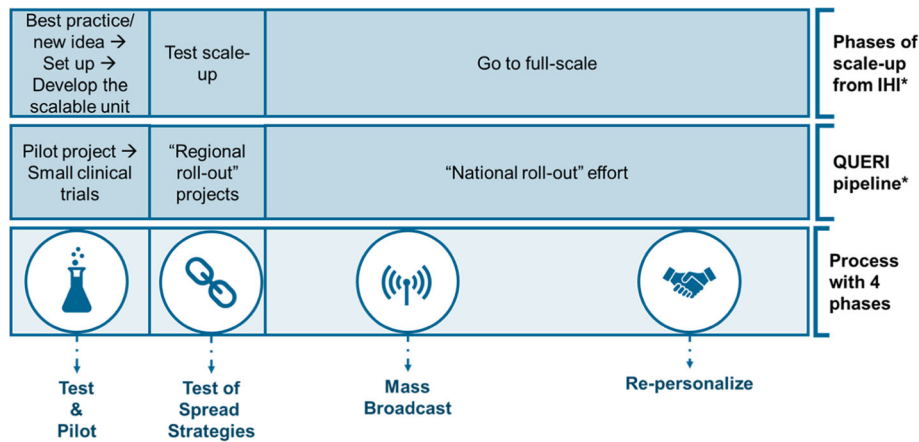 Best practice/
new idea →
Set up →
Develop the
scalable unit
Test scale-
up
Go to full-scale
Phases of
scale-up
from IHI*
Pilot project →
Small clinical
trials
“Regional
roll-out”
projects
“National roll-out” effort
QUERI
pipeline*
Process
with 4
phases
Test
&
Pilot
Test of
Spread
Strategies
Mass
Broadcast
Re-personalize